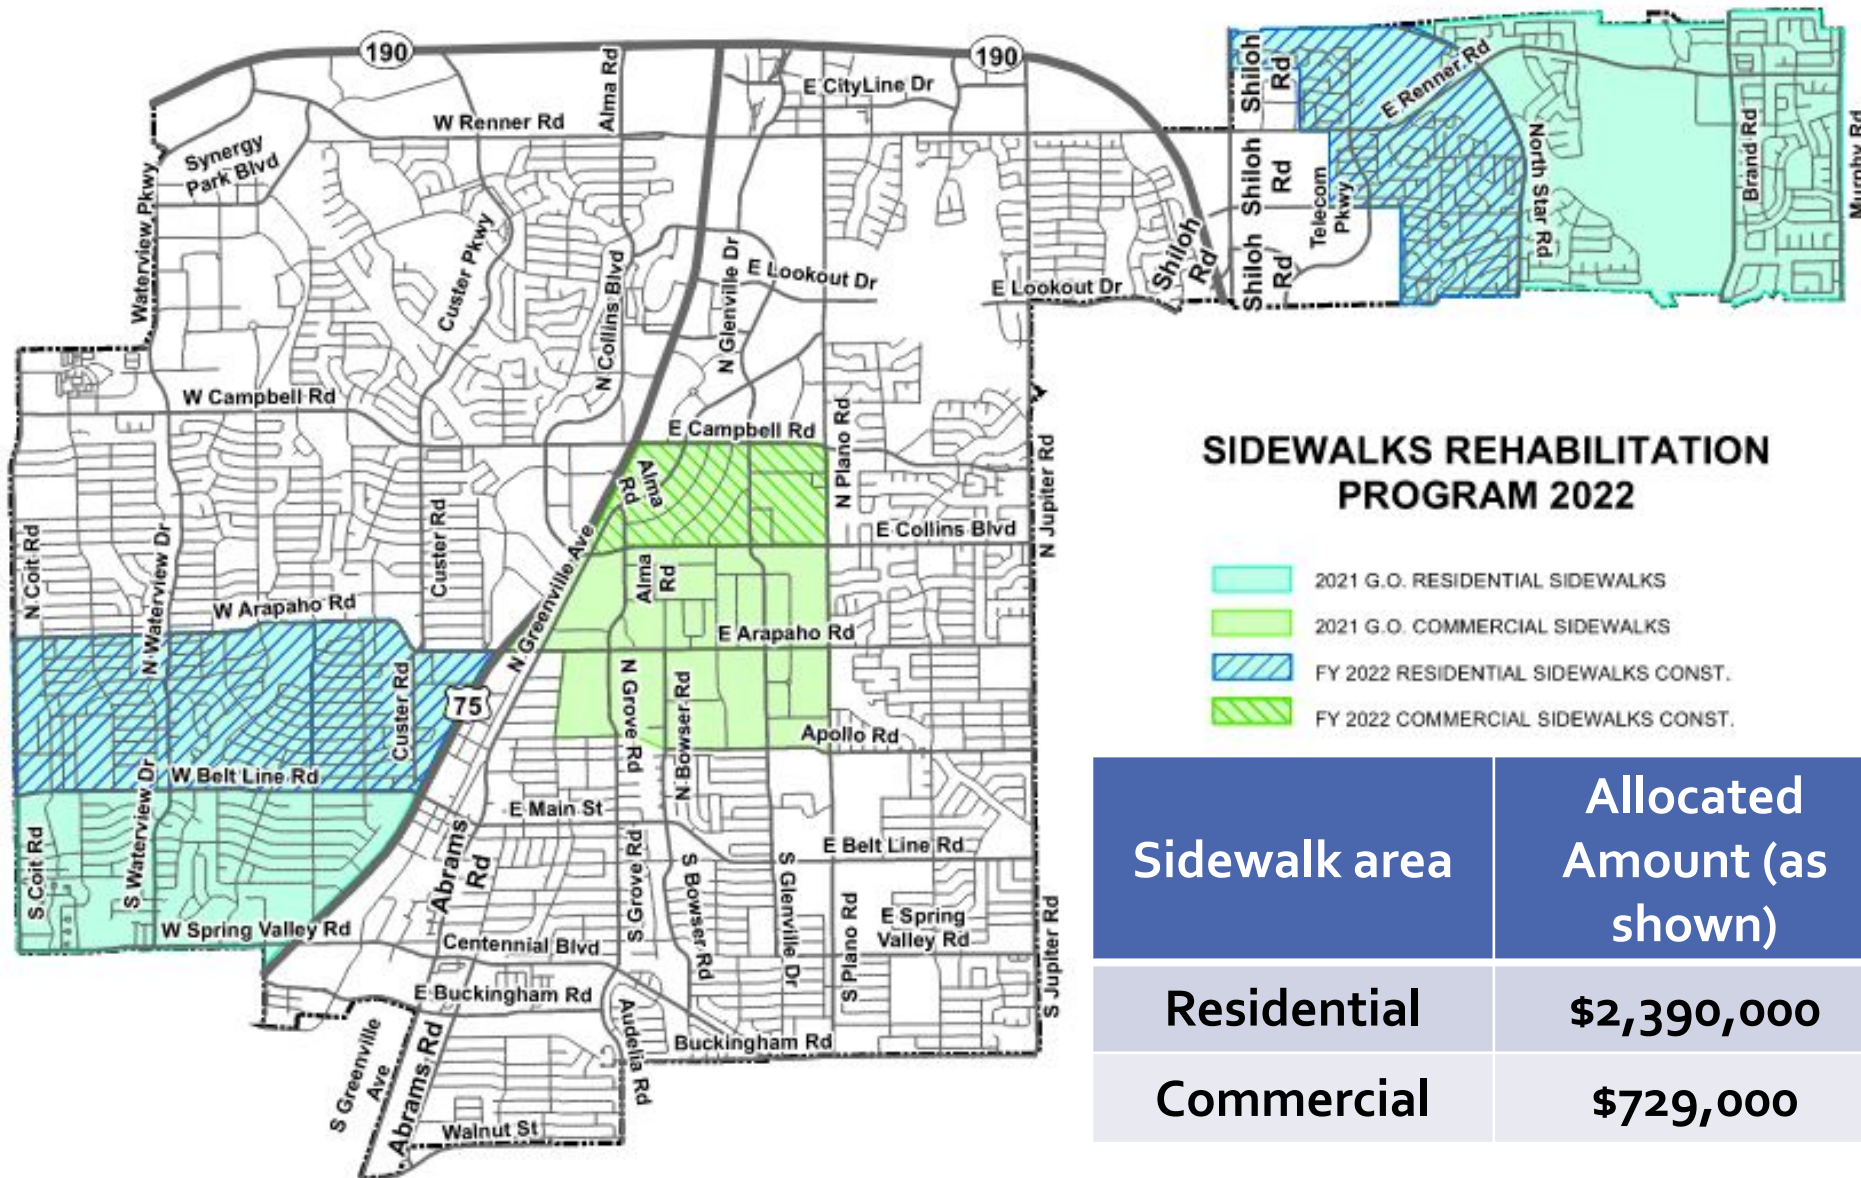 190
190
Alma Rd
E CityLine Dr
W Renner Rd
Synergy
Park Blvd
Waterview Pkwy
Custer Pkwy
N Collins Blvd
N Glenville Dr
E Lookout Dr
E Lookout Dr
Shiloh
Rd
Shiloh
Rd
Shiloh
Rd
Shiloh
Rd
Telecom
Pkwy
E Renner Rd
North Star Rd
Brand Rd
Murphy Rd
W Campbell Rd
E Campbell Rd
Alma
Rd
N Plano Rd
N Jupiter Rd
E Collins Blvd
N Coit Rd
N Waterview Dr
Custer Rd
N Greenville Ave
Alma
Rd
W Arapaho Rd
E Arapaho Rd
Custer Rd
75
N Grove Rd
N Bowser Rd
Apollo Rd
W Belt Line Rd
E Main St
E Belt Line Rd
S Coit Rd
S Waterview Dr
Abrams
Rd
S Grove Rd
S Bowser Rd
S Glenville Dr
S Plano Rd
E Spring
Valley Rd
S Jupiter Rd
W Spring Valley Rd
Centennial Blvd
E Buckingham Rd
Audelia Rd
Buckingham Rd
S Greenville
Ave
Abrams Rd
Walnut St
SIDEWALKS REHABILITATION
PROGRAM 2022
2021 G.O. RESIDENTIAL SIDEWALKS
2021 G.O. COMMERCIAL SIDEWALKS
FY 2022 RESIDENTIAL SIDEWALKS CONST.
FY 2022 COMMERCIAL SIDEWALKS CONST.
Sidewalk area
Allocated
Amount (as
shown)
Residential
$2,390,000
Commercial
$729,000